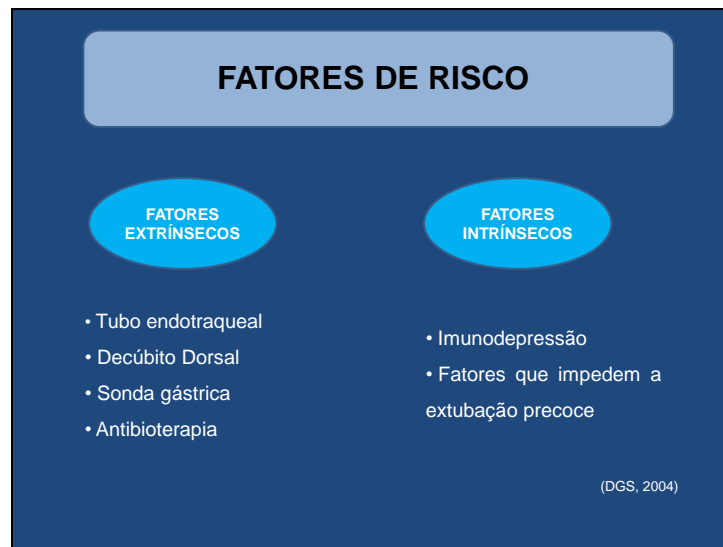 FATORES DE RISCO
FATORES
EXTRÍNSECOS
• Tubo endotraqueal
• Decúbito Dorsal
• Sonda gástrica
• Antibioterapia
FATORES
INTRÍNSECOS
• Imunodepressão
• Fatores que impedem a
extubação precoce
(DGS, 2004)